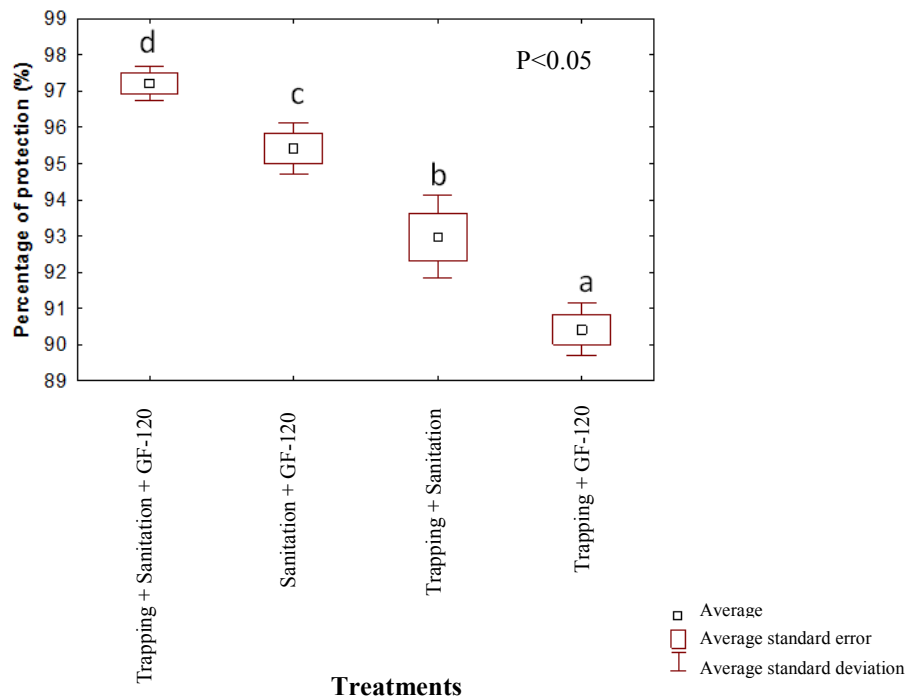 99
98
97
96
95
94
93
92
91
90
89
Percentage of protection (%)
d
c
b
a
P<0.05
Trapping + Sanitation + GF-120
Sanitation + GF-120
Trapping + Sanitation
Trapping + GF-120
Treatments
Average
Average standard error
Average standard deviation